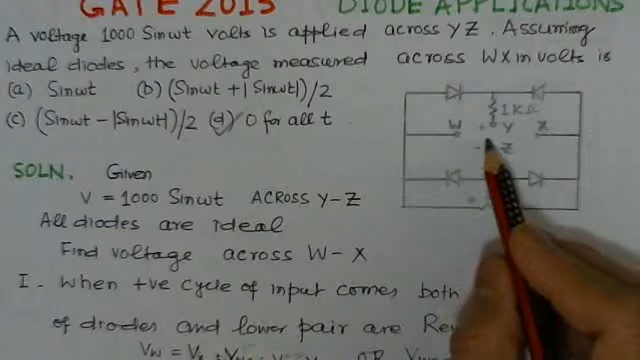 GATE 2013 DIODE APPLICATIONS
A voltage 1000 Sinωt volts is applied across YZ. Assuming
ideal diodes, the voltage measured across WX in volts is
(a) Sinωt (b) (Sinωt + |Sinωt|)/2
(c) (Sinωt - |Sinωt|)/2 (d) 0 for all t
1KΩ
W + Y X
- Z
SOLN. Given
V = 1000 Sinωt ACROSS Y-Z
All diodes are ideal
Find voltage across W-X
I - When +ve cycle of input comes both
of diodes and lower pair are